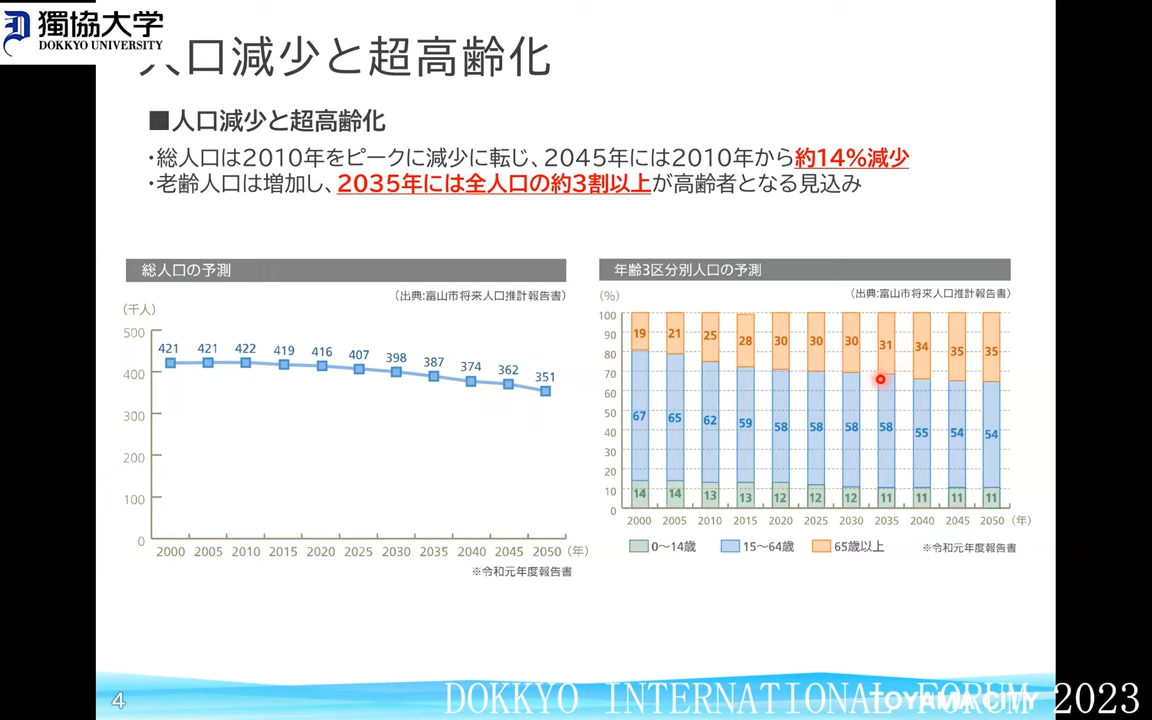 獨協大学
DOKKYO UNIVERSITY
人口減少と超高齢化
■人口減少と超高齢化
・総人口は2010年をピークに減少に転じ、2045年には2010年から約14%減少
・老齢人口は増加し、2035年には全人口の約3割以上が高齢者となる見込み
総人口の予測
(出典:富山市将来人口推計報告書)
(千人)
500
400
300
200
100
0
421 421 422 419 416 407 398 387 374 362 351
2000 2005 2010 2015 2020 2025 2030 2035 2040 2045 2050 (年)
※令和元年度報告書
年齢3区分別人口の予測
(出典:富山市将来人口推計報告書)
(%)
100
90
80
70
60
50
40
30
20
10
0
19 21 25 28 30 30 30 31 34 35 35
67 65 62 59 58 58 58 58 55 54 54
14 14 13 13 12 12 12 11 11 11 11
2000 2005 2010 2015 2020 2025 2030 2035 2040 2045 2050 (年)
0〜14歳 15〜64歳 65歳以上
※令和元年度報告書
4
TOYAMA CITY
DOKKYO INTERNATIONAL FORUM 2023